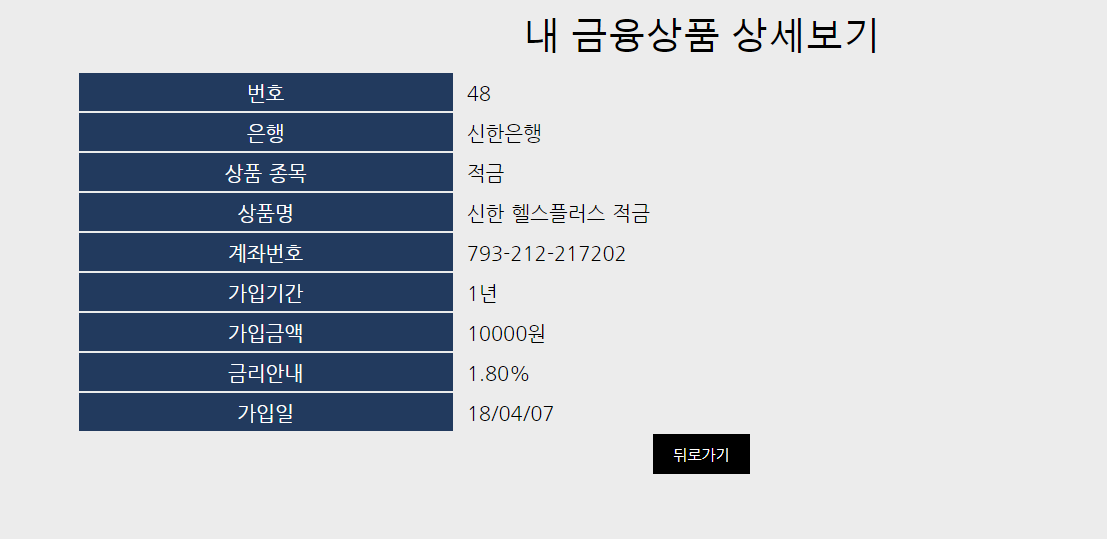 내 금융상품 상세보기
번호 48
은행 신한은행
상품 종목 적금
상품명 신한 헬스플러스 적금
계좌번호 793-212-217202
가입기간 1년
가입금액 10000원
금리안내 1.80%
가입일 18/04/07
뒤로가기